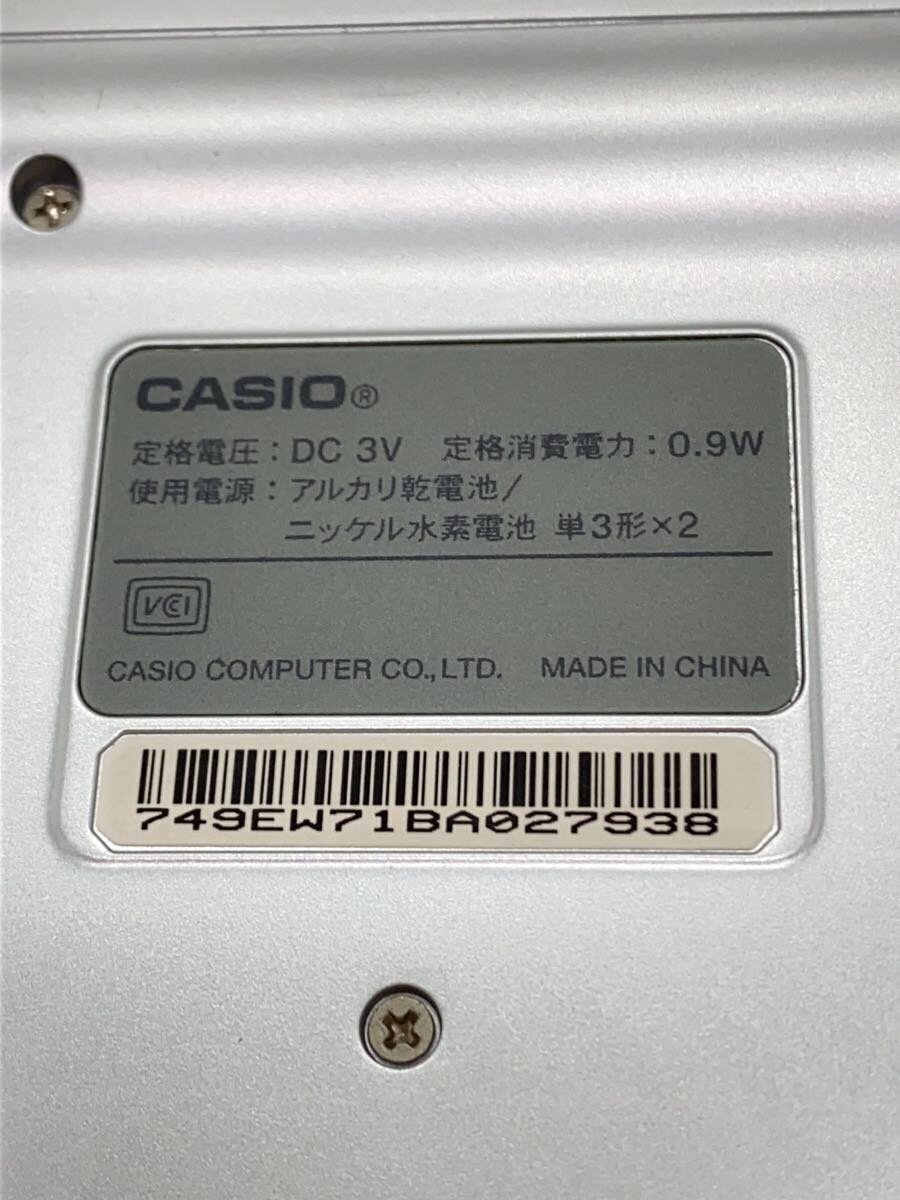 CASIO®
定格電圧：DC 3V 定格消費電力：0.9W
使用電源：アルカリ乾電池/
ニッケル水素電池 単3形×2
VCCI
CASIO COMPUTER CO., LTD. MADE IN CHINA
749EW71BA027938